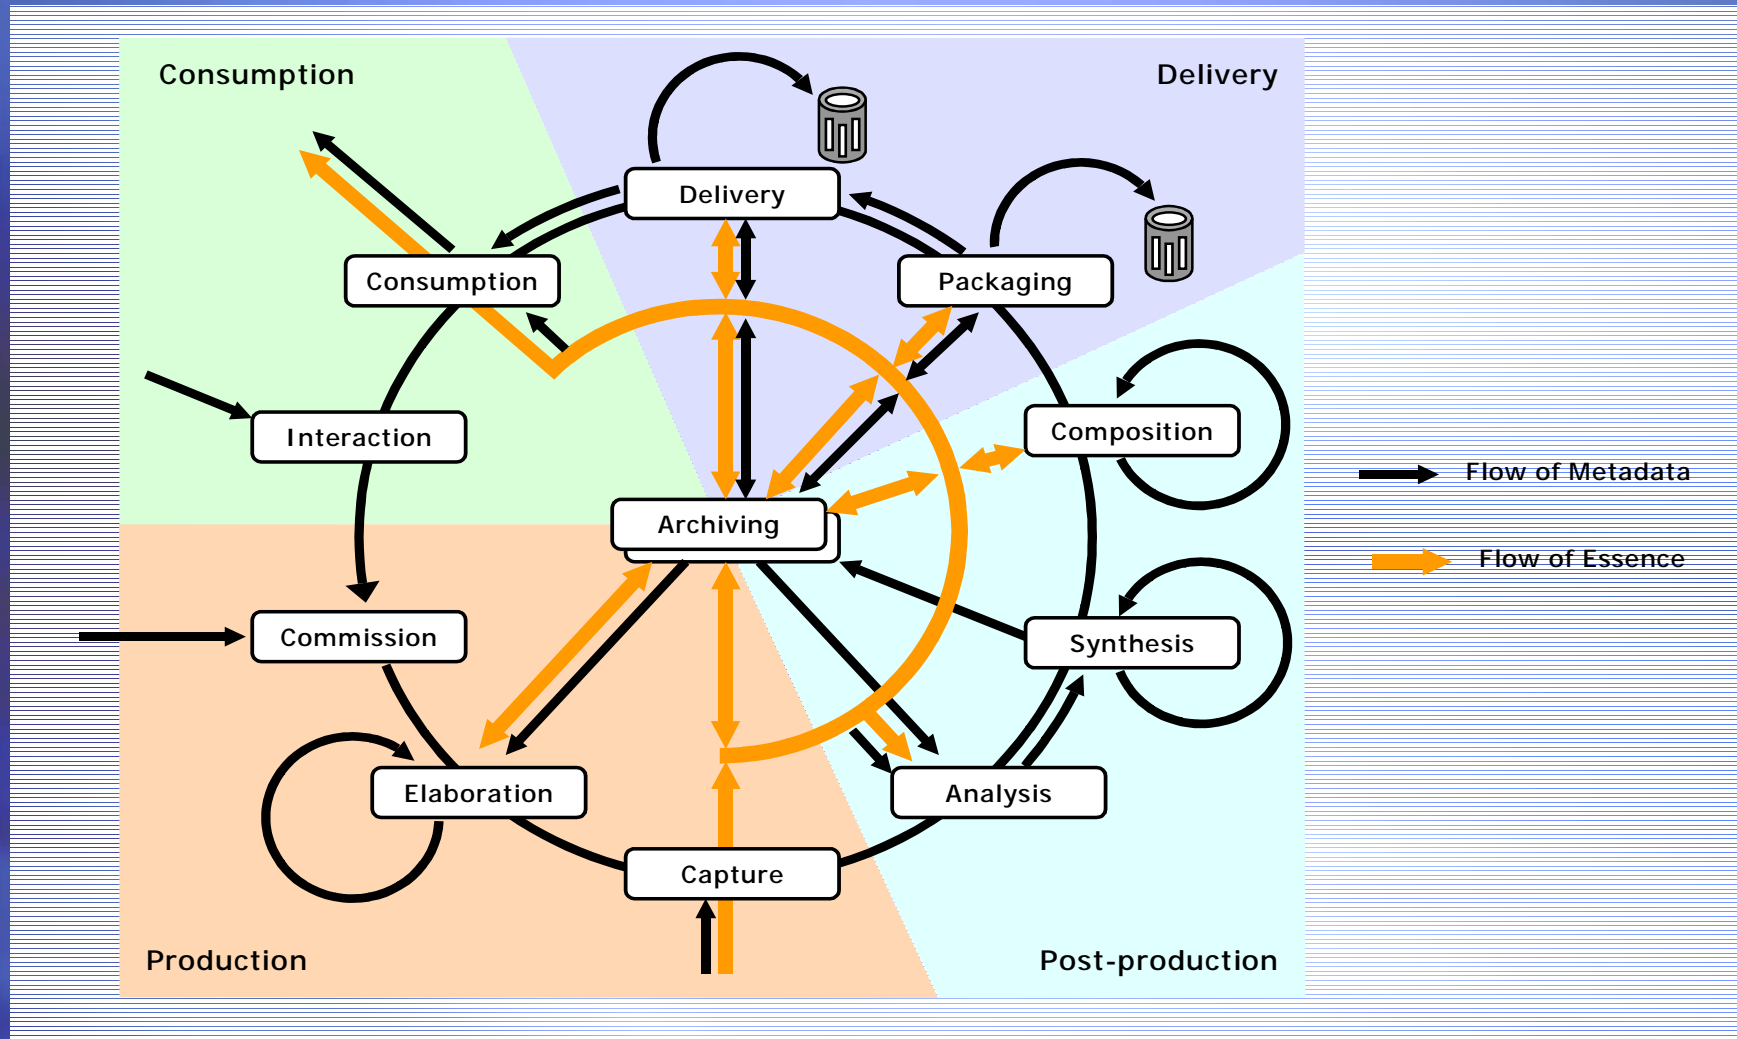 Consumption
Delivery
Delivery
Consumption
Packaging
Interaction
Composition
Flow of Metadata
Archiving
Flow of Essence
Commission
Synthesis
Elaboration
Analysis
Capture
Production
Post-production